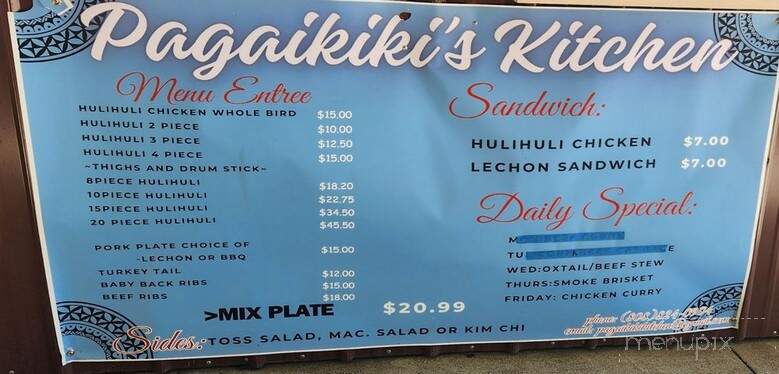 Pagaikiki's Kitchen
Menu Entree
HULIHULI CHICKEN WHOLE BIRD $15.00
HULIHULI 2 PIECE $10.00
HULIHULI 3 PIECE $12.50
HULIHULI 4 PIECE $15.00
~THIGHS AND DRUM STICK~
8PIECE HULIHULI $18.20
10PIECE HULIHULI $22.75
15PIECE HULIHULI $34.50
20 PIECE HULIHULI $45.50
PORK PLATE CHOICE OF $15.00
-LECHON OR BBQ
TURKEY TAIL $12.00
BABY BACK RIBS $15.00
BEEF RIBS $18.00
>MIX PLATE $20.99
Sides: TOSS SALAD, MAC. SALAD OR KIM CHI
Sandwich:
HULIHULI CHICKEN $7.00
LECHON SANDWICH $7.00
Daily Special:
M
TU E
WED:OXTAIL/BEEF STEW
THURS:SMOKE BRISKET
FRIDAY: CHICKEN CURRY
phone:
email:
menupix